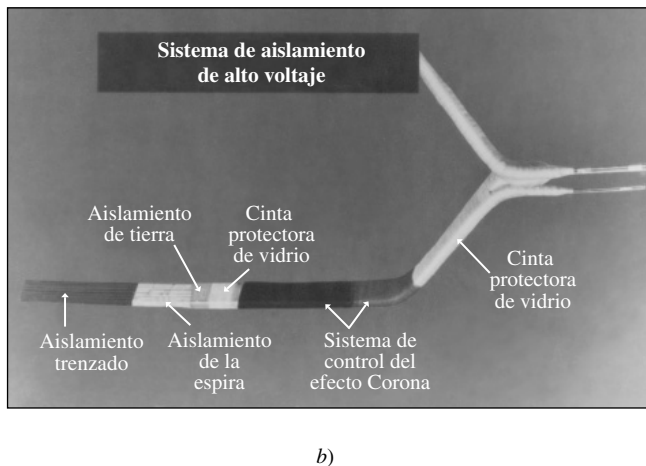 Sistema de aislamiento
de alto voltaje
Aislamiento
de tierra
Cinta
protectora
de vidrio
Cinta
protectora
de vidrio
Aislamiento
trenzado
Aislamiento
de la
espira
Sistema de
control del
efecto Corona
b)